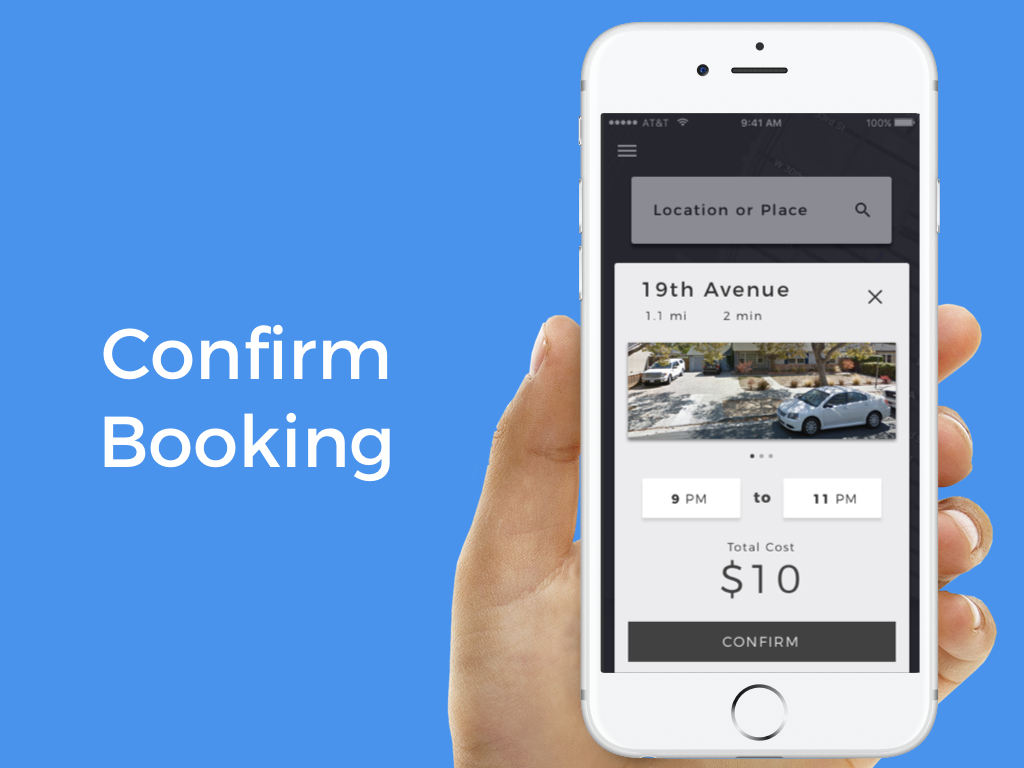 Confirm
Booking
AT&T 9:41 AM 100%
Location or Place
19th Avenue
1.1 mi 2 min
9 PM to 11 PM
Total Cost
$10
CONFIRM